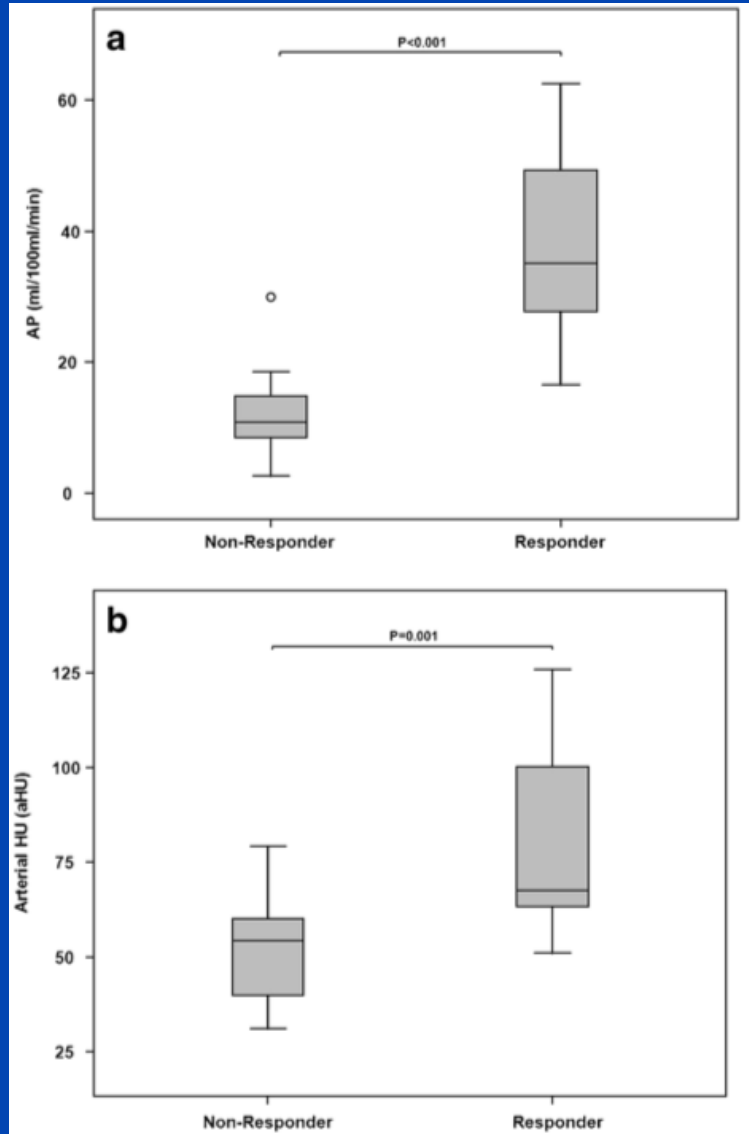 a
P<0.001
60
40
20
0
AP (ml/100ml/min)
Non-Responder Responder
b
P=0.001
125
100
75
50
25
Arterial HU (aHU)
Non-Responder Responder